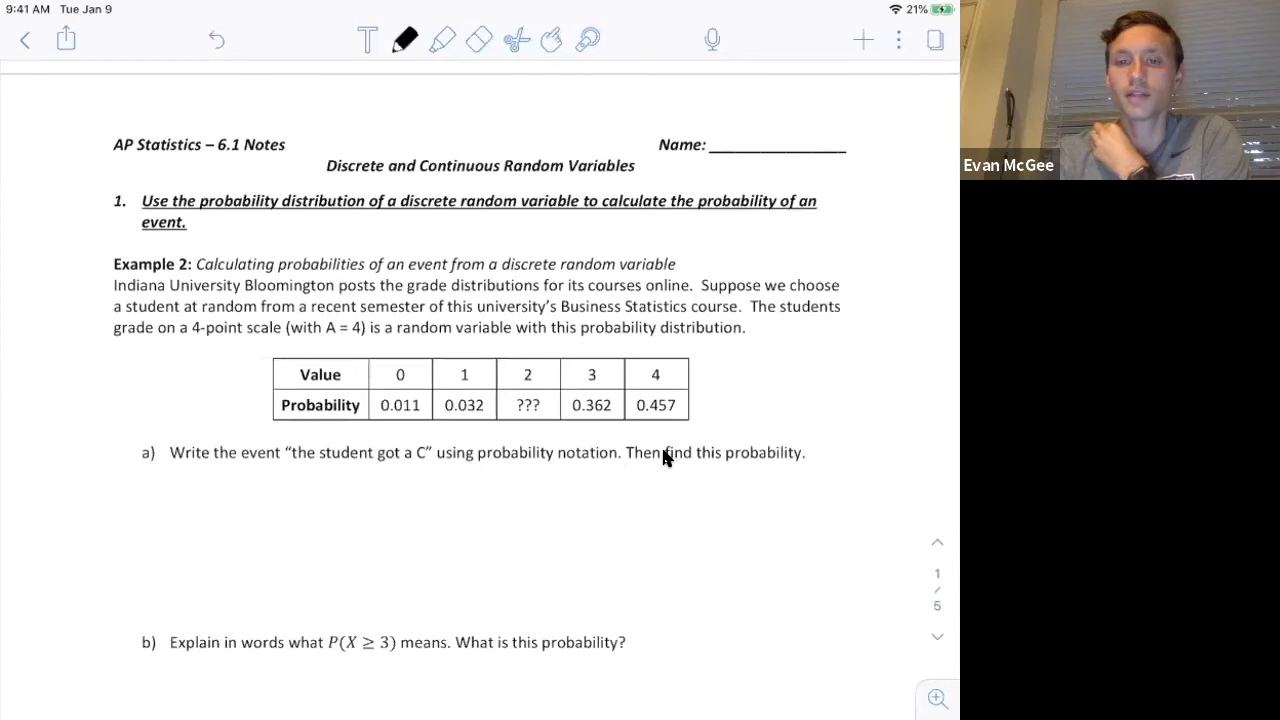 9:41 AM Tue Jan 9
21%
AP Statistics – 6.1 Notes
Name: _________________
Discrete and Continuous Random Variables
1. Use the probability distribution of a discrete random variable to calculate the probability of an
event.
Example 2: Calculating probabilities of an event from a discrete random variable
Indiana University Bloomington posts the grade distributions for its courses online. Suppose we choose
a student at random from a recent semester of this university's Business Statistics course. The students
grade on a 4-point scale (with A = 4) is a random variable with this probability distribution.
Value 0 1 2 3 4
Probability 0.011 0.032 ??? 0.362 0.457
a) Write the event “the student got a C” using probability notation. Then find this probability.
b) Explain in words what P(X ≥ 3) means. What is this probability?
1
/
5
Evan McGee